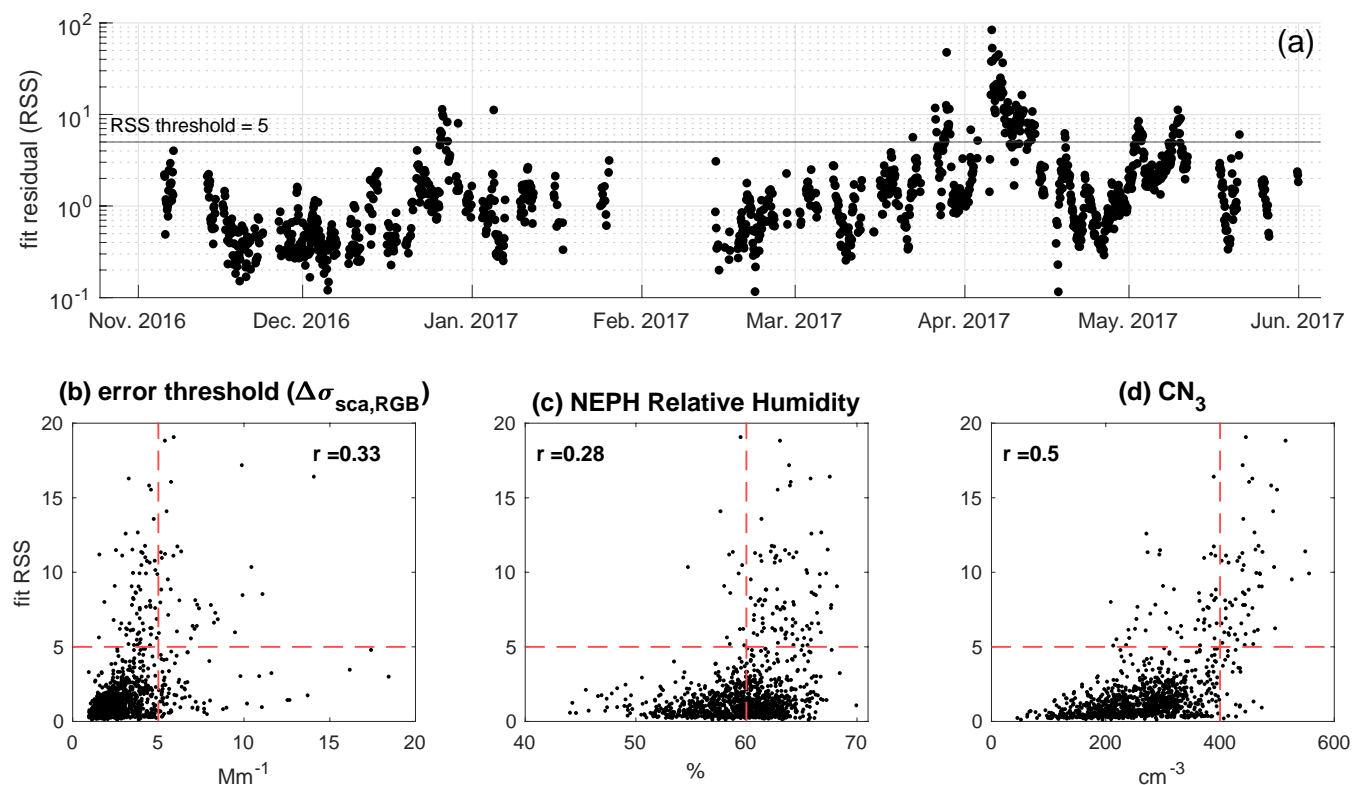 (a)
fit residual (RSS)
10^2
10^1
10^0
10^-1
RSS threshold = 5
Nov. 2016 Dec. 2016 Jan. 2017 Feb. 2017 Mar. 2017 Apr. 2017 May. 2017 Jun. 2017
(b) error threshold (Δσ_sca,RGB)
r =0.33
fit RSS
20
15
10
5
0
0 5 10 15 20
Mm^-1
(c) NEPH Relative Humidity
r =0.28
20
15
10
5
0
40 50 60 70
%
(d) CN_3
r =0.5
20
15
10
5
0
0 200 400 600
cm^-3